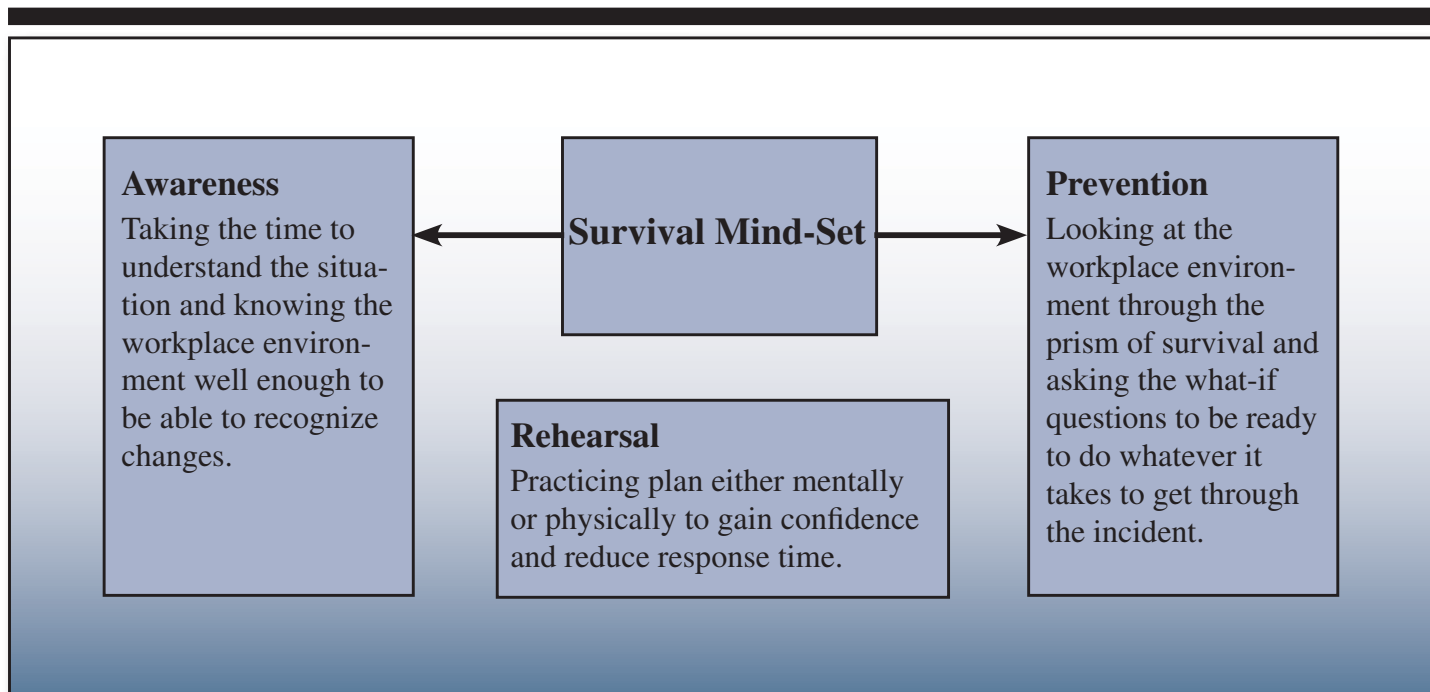 Awareness
Taking the time to
understand the situa-
tion and knowing the
workplace environ-
ment well enough to
be able to recognize
changes.
Survival Mind-Set
Rehearsal
Practicing plan either mentally
or physically to gain confidence
and reduce response time.
Prevention
Looking at the
workplace environ-
ment through the
prism of survival and
asking the what-if
questions to be ready
to do whatever it
takes to get through
the incident.